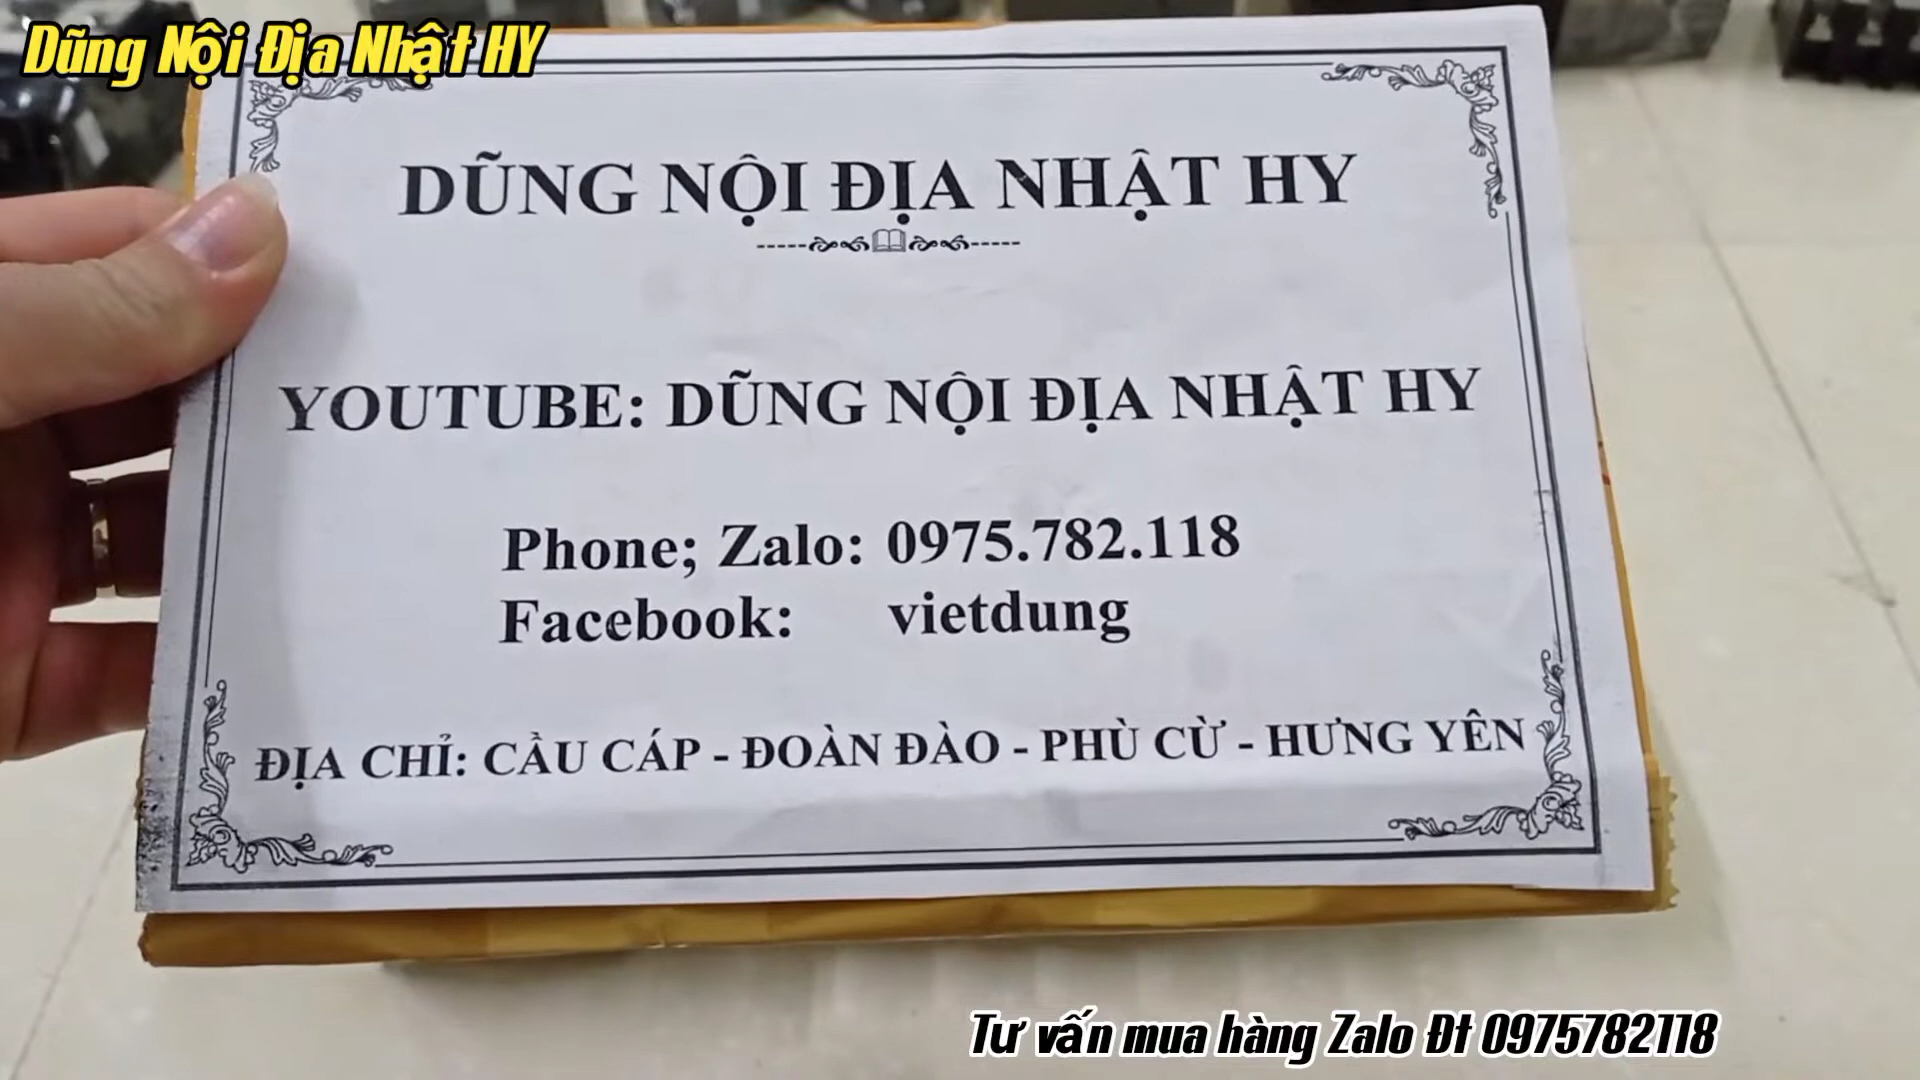 Dũng Nội Địa Nhật HY
DŨNG NỘI ĐỊA NHẬT HY
YOUTUBE: DŨNG NỘI ĐỊA NHẬT HY
Phone; Zalo: 0975.782.118
Facebook: vietdung
ĐỊA CHỈ: CẦU CÁP - ĐOÀN ĐÀO - PHÙ CỪ - HƯNG YÊN
Tư vấn mua hàng Zalo Đt 0975782118